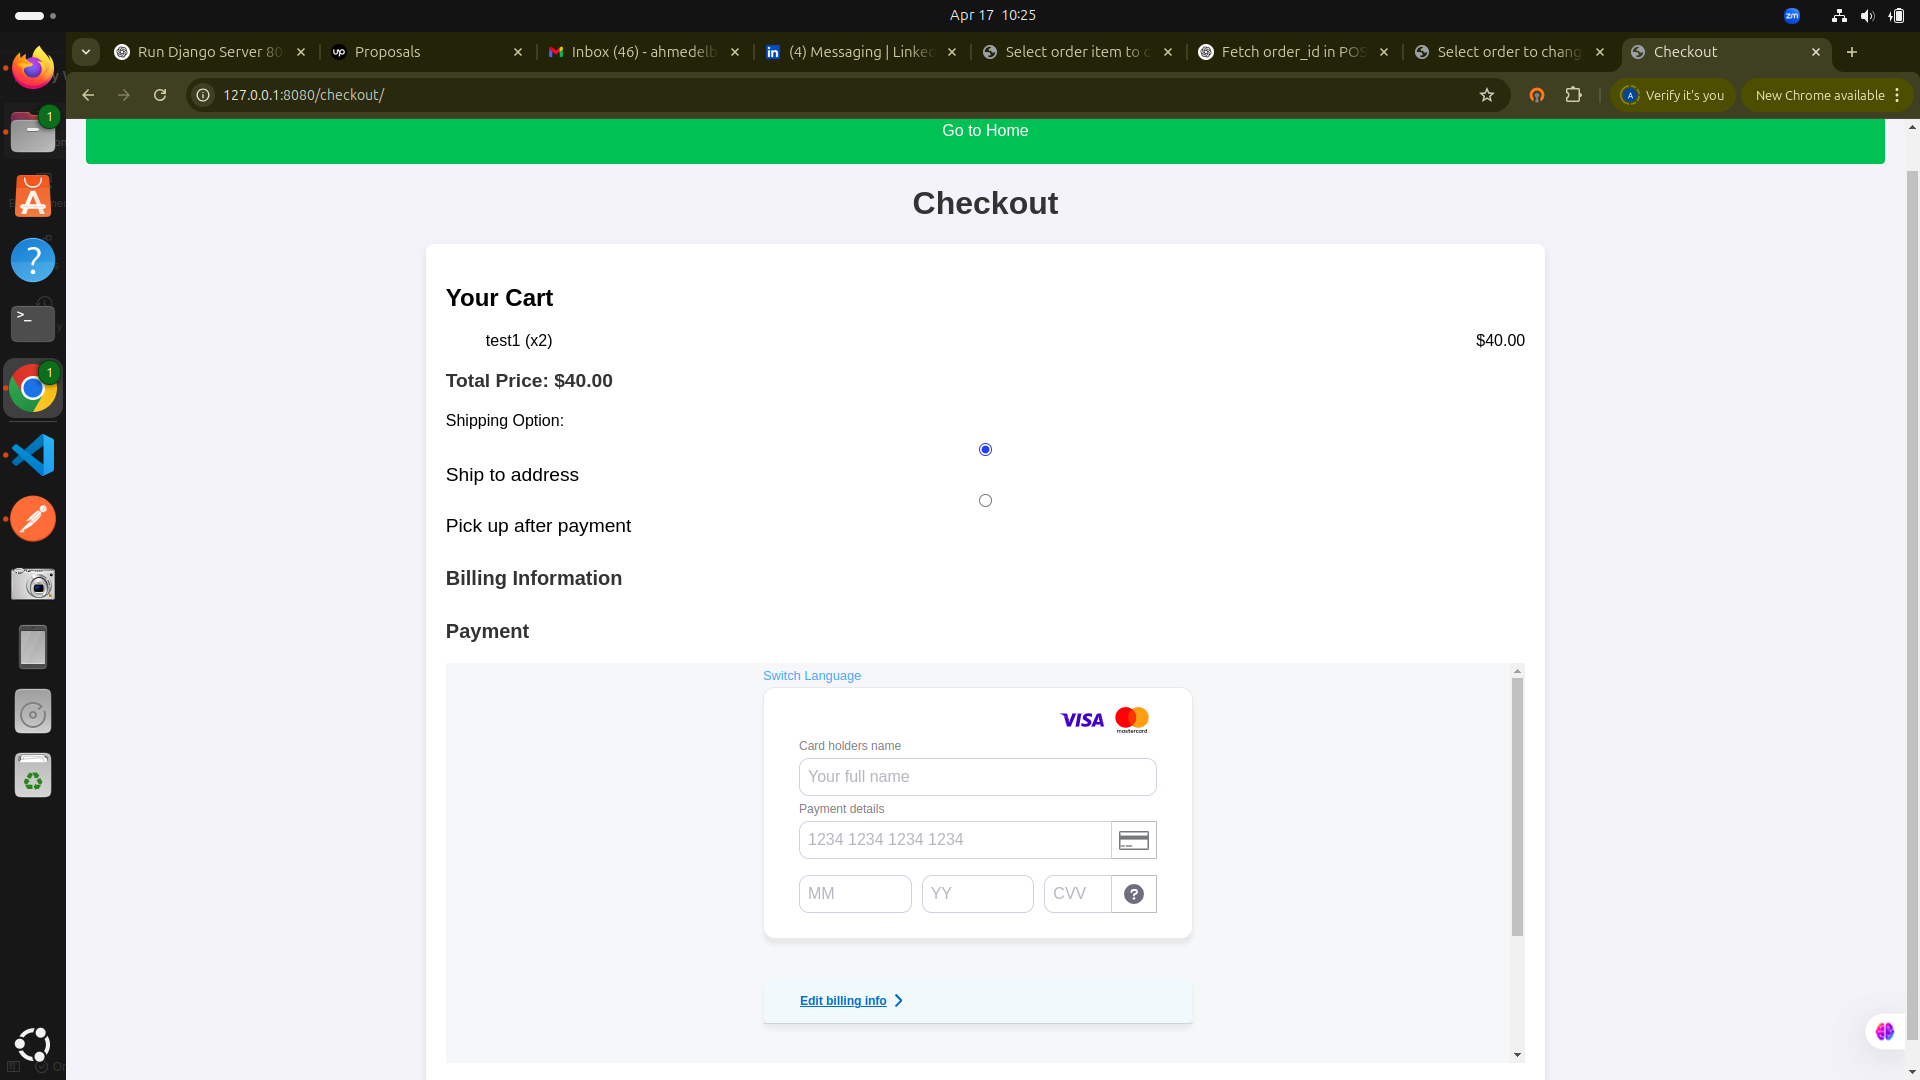 Apr 17 10:25
zm
Run Django Server 80
Proposals
Inbox (46) - ahmedelb
(4) Messaging | Linke
Select order item to c
Fetch order_id in POS
Select order to chang
Checkout
127.0.0.1:8080/checkout/
A
Verify it's you
New Chrome available
1
1
Go to Home
Checkout
Your Cart
test1 (x2)
$40.00
Total Price: $40.00
Shipping Option:
Ship to address
Pick up after payment
Billing Information
Payment
Switch Language
VISA
mastercard
Card holders name
Your full name
Payment details
1234 1234 1234 1234
MM
YY
CVV
Edit billing info